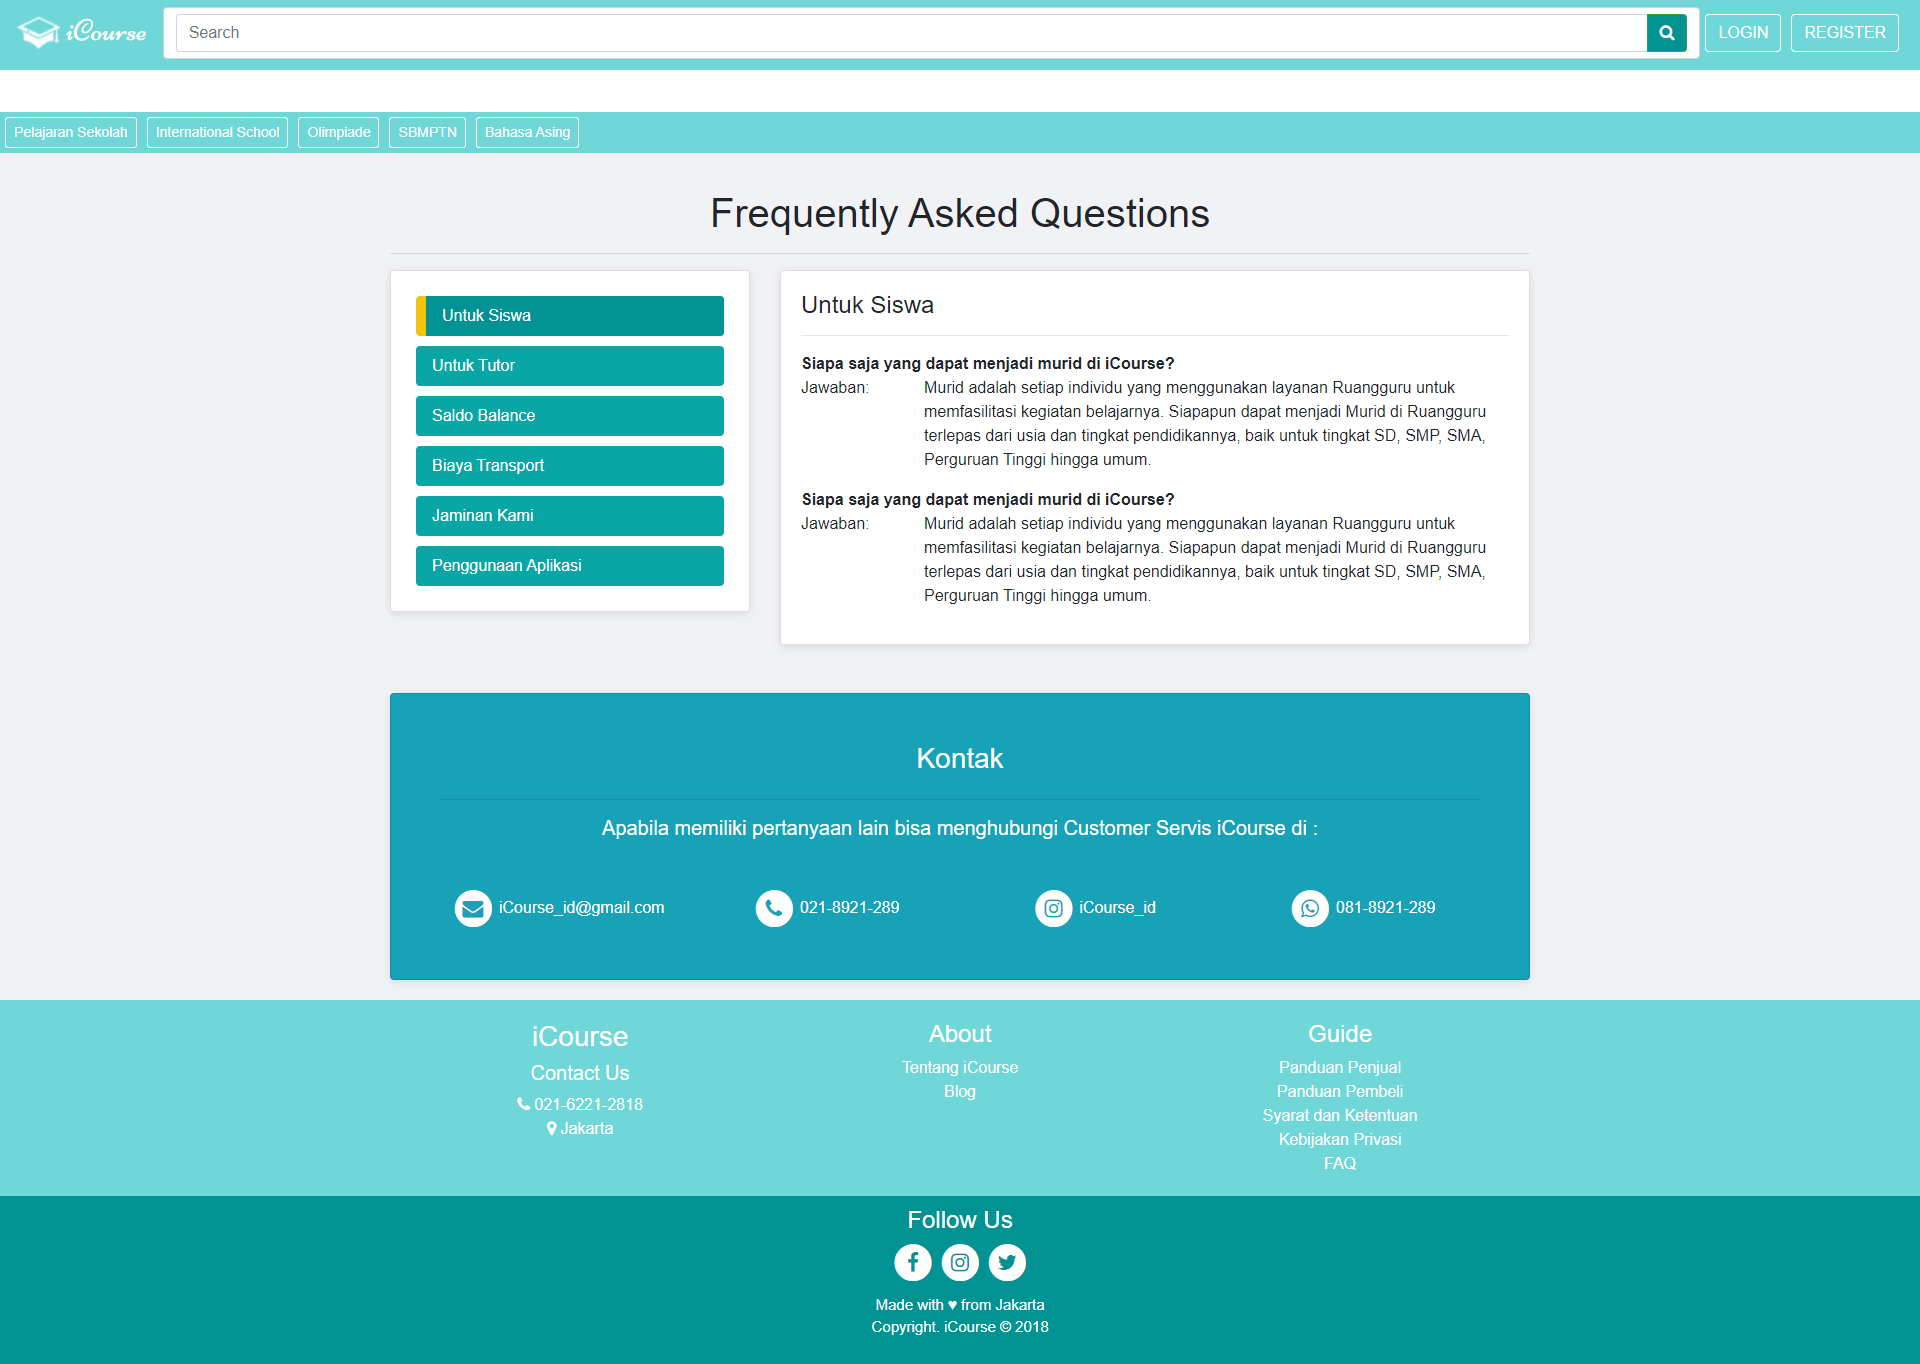 iCourse
Search
LOGIN
REGISTER
Pelajaran Sekolah
International School
Olimpiade
SBMPTN
Bahasa Asing
Frequently Asked Questions
Untuk Siswa
Untuk Tutor
Saldo Balance
Biaya Transport
Jaminan Kami
Penggunaan Aplikasi
Untuk Siswa
Siapa saja yang dapat menjadi murid di iCourse?
Jawaban:
Murid adalah setiap individu yang menggunakan layanan Ruangguru untuk
memfasilitasi kegiatan belajarnya. Siapapun dapat menjadi Murid di Ruangguru
terlepas dari usia dan tingkat pendidikannya, baik untuk tingkat SD, SMP, SMA,
Perguruan Tinggi hingga umum.
Siapa saja yang dapat menjadi murid di iCourse?
Jawaban:
Murid adalah setiap individu yang menggunakan layanan Ruangguru untuk
memfasilitasi kegiatan belajarnya. Siapapun dapat menjadi Murid di Ruangguru
terlepas dari usia dan tingkat pendidikannya, baik untuk tingkat SD, SMP, SMA,
Perguruan Tinggi hingga umum.
Kontak
Apabila memiliki pertanyaan lain bisa menghubungi Customer Servis iCourse di :
iCourse_id@gmail.com
021-8921-289
iCourse_id
081-8921-289
iCourse
Contact Us
021-6221-2818
Jakarta
About
Tentang iCourse
Blog
Guide
Panduan Penjual
Panduan Pembeli
Syarat dan Ketentuan
Kebijakan Privasi
FAQ
Follow Us
Made with ♥ from Jakarta
Copyright. iCourse © 2018